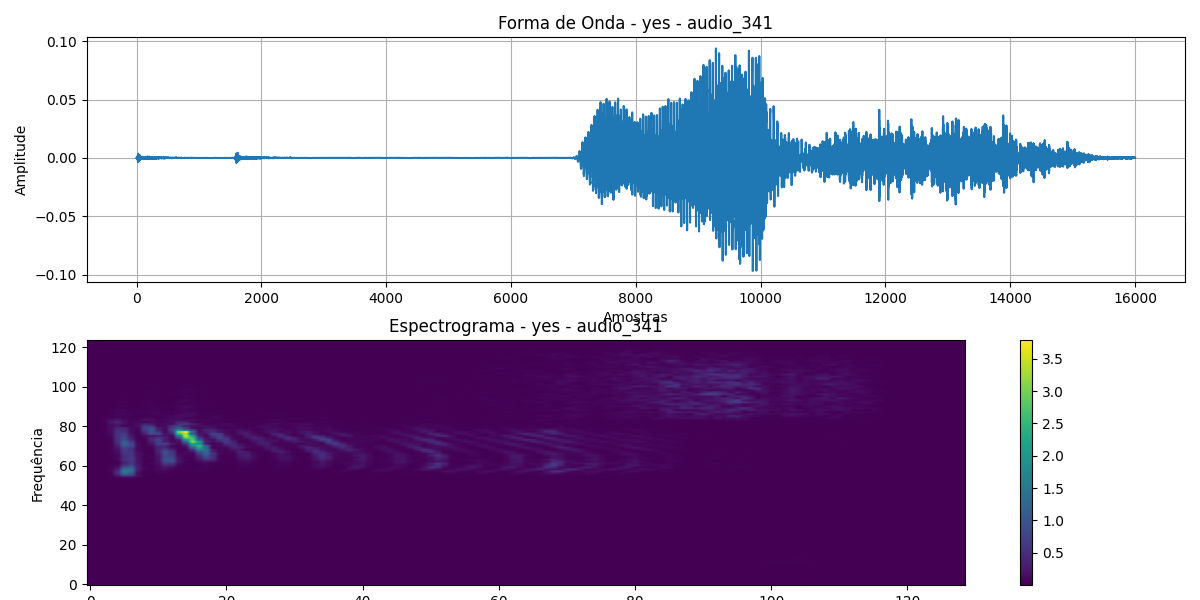 Forma de Onda - yes - audio_341
0.10
0.05
0.00
−0.05
−0.10
Amplitude
0 2000 4000 6000 8000 10000 12000 14000 16000
Amostras
Espectrograma - yes - audio_341
120
100
80
60
40
20
0
Frequência
3.5
3.0
2.5
2.0
1.5
1.0
0.5
0 20 40 60 80 100 120